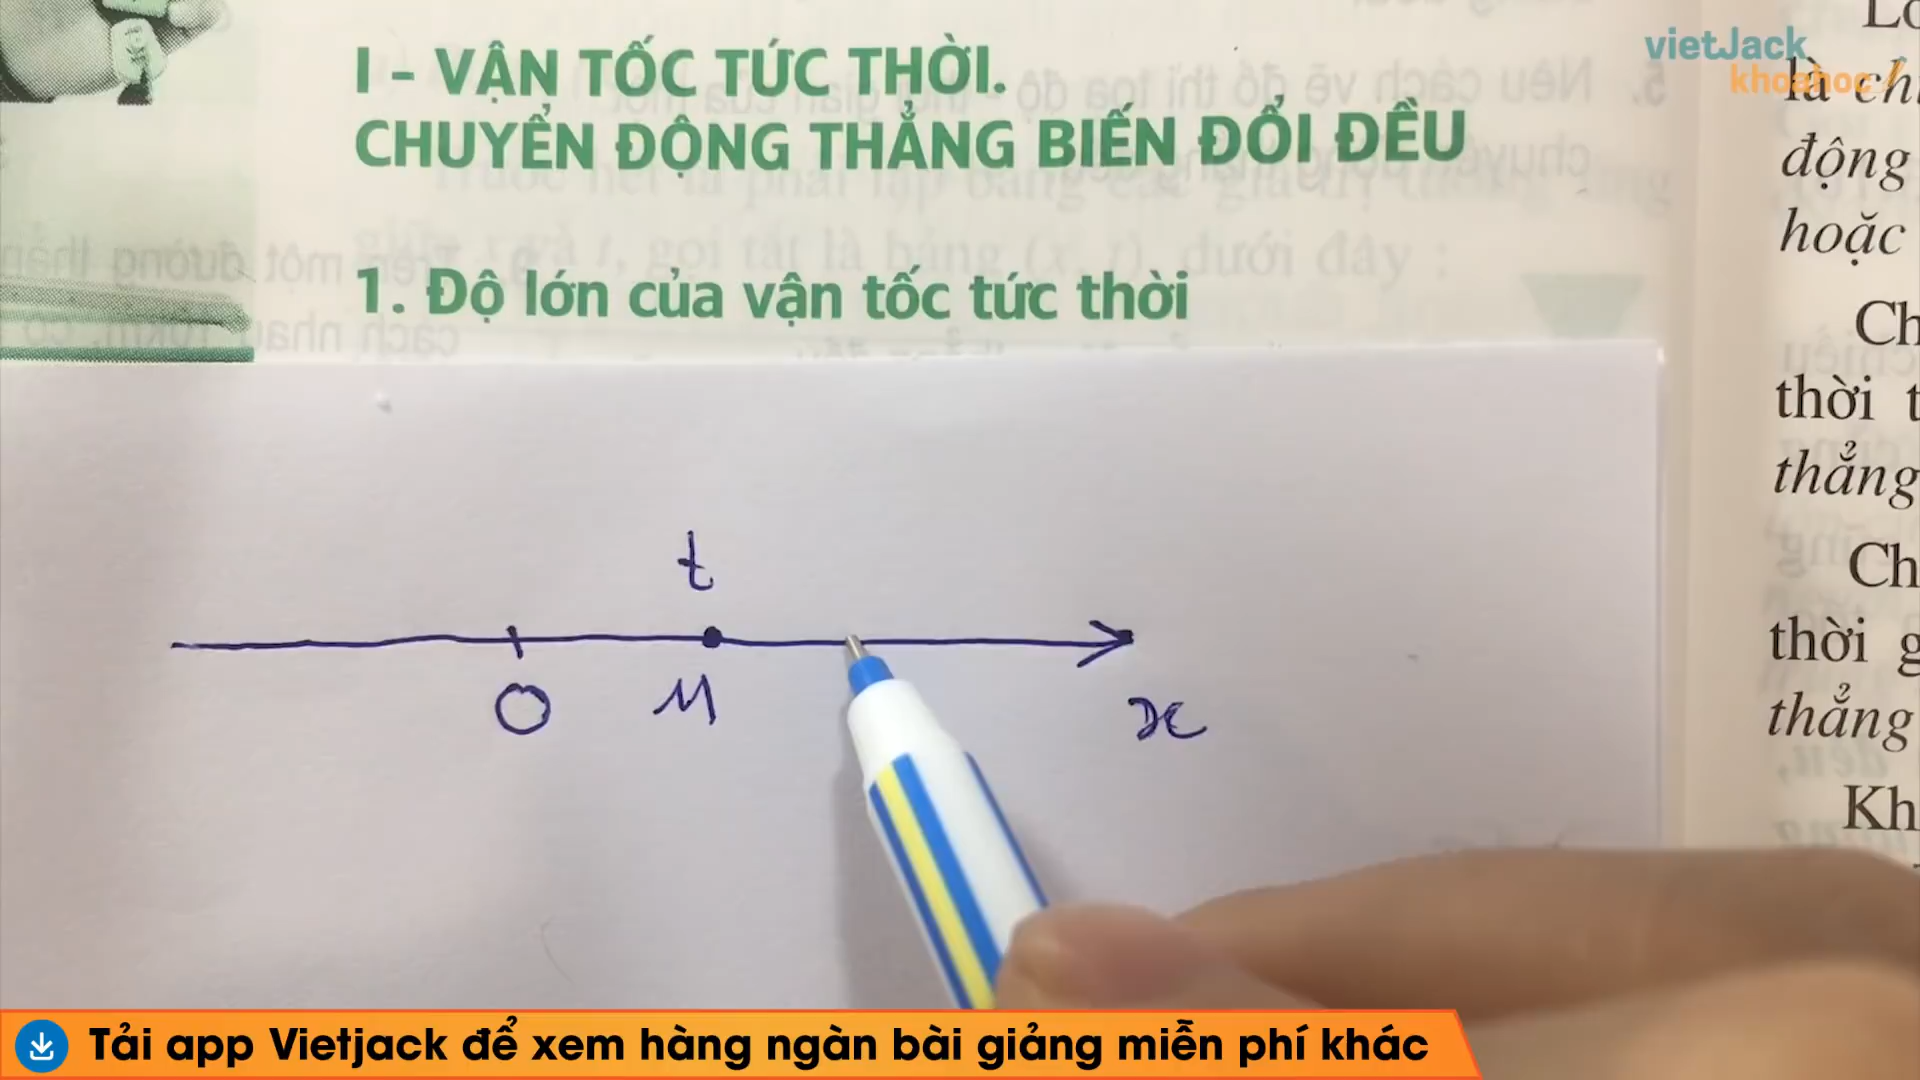 I – VẬN TỐC TỨC THỜI.
CHUYỂN ĐỘNG THẲNG BIẾN ĐỔI ĐỀU
1. Độ lớn của vận tốc tức thời
t
O M x
vietJack
khoahoc
là
động
hoặc
thời
thẳng
thời
thẳng
Tải app Vietjack để xem hàng ngàn bài giảng miễn phí khác